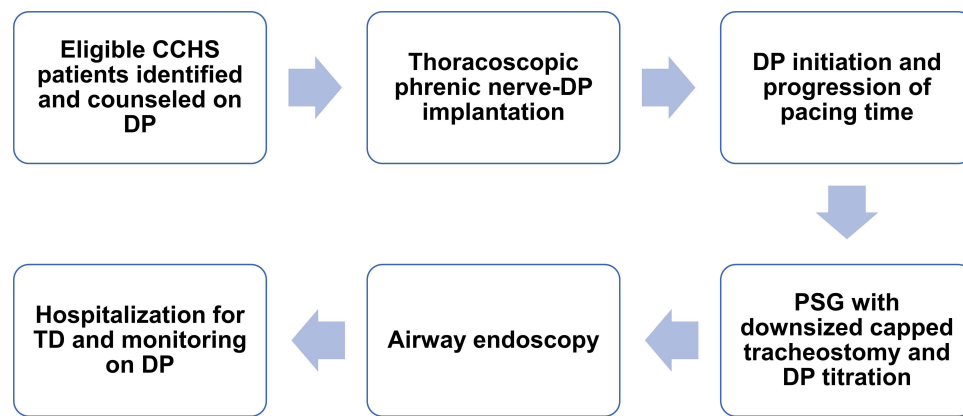 Eligible CCHS
patients identified
and counseled on
DP
Thoracoscopic
phrenic nerve-DP
implantation
DP initiation and
progression of
pacing time
PSG with
downsized capped
tracheostomy and
DP titration
Airway endoscopy
Hospitalization for
TD and monitoring
on DP